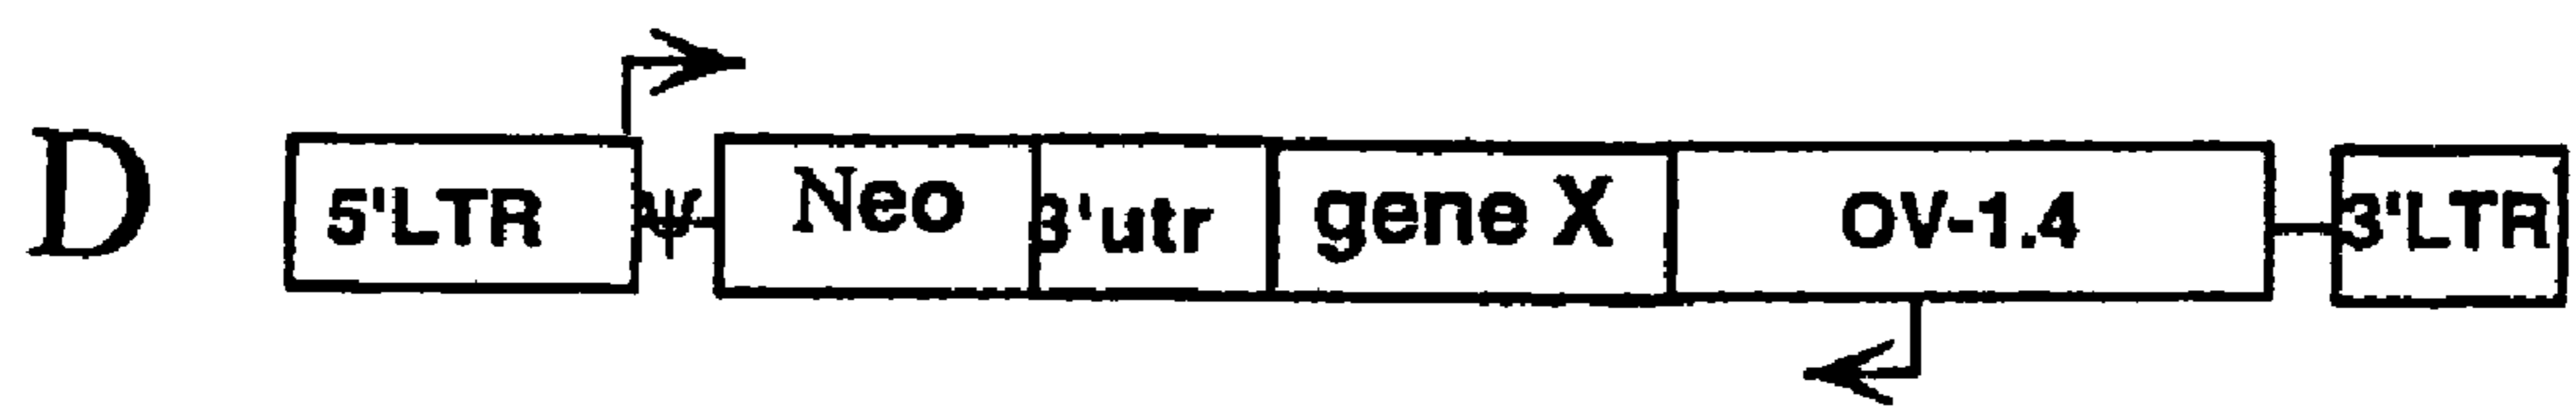 D 5'LTR ψ Neo 3'utr gene X OV-1.4 3'LTR